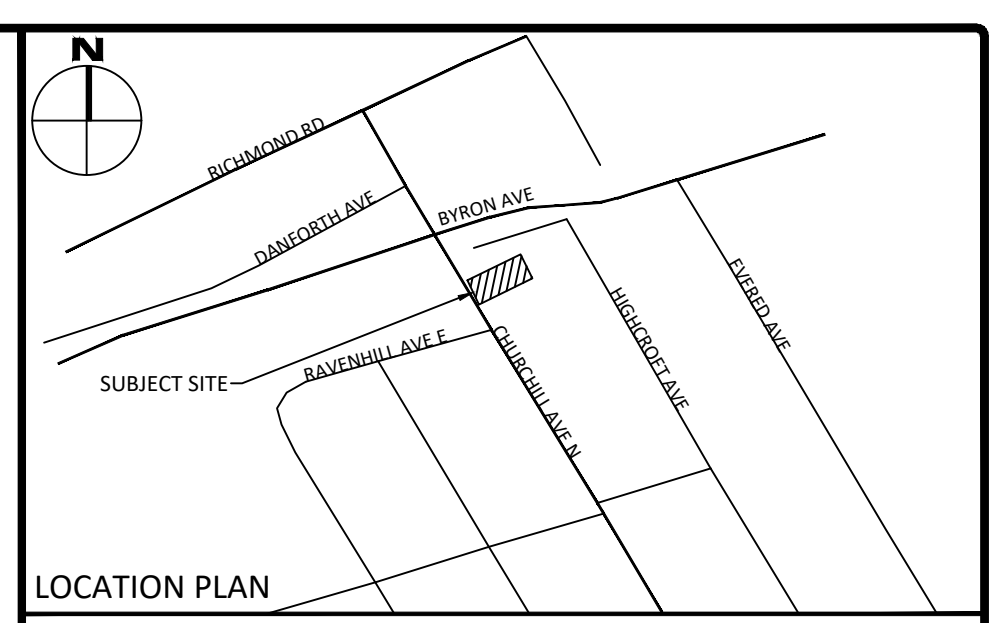 N
RICHMOND RD
DANFORTH AVE
BYRON AVE
EVERED AVE
HIGHCROFT AVE
CHURCHILL AVE N
RAVENHILL AVE E
SUBJECT SITE
LOCATION PLAN